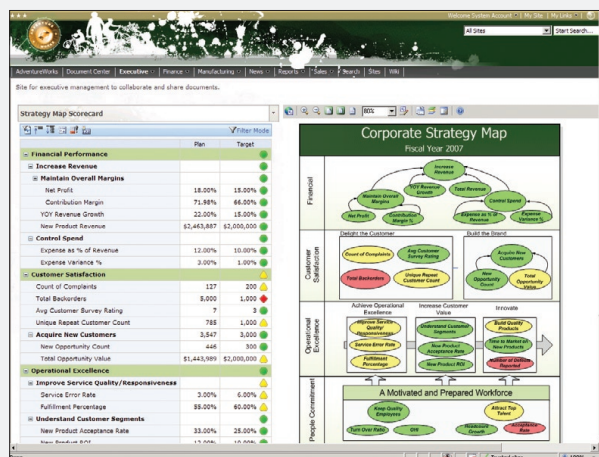 Welcome System Account | My Site | My Links
All Sites
Start Search...
AdventureWorks Document Center Executive Finance Manufacturing News Reports Sales Search Sites Wiki
Site for executive management to collaborate and share documents.
Strategy Map Scorecard
80%
Filter Mode
Plan Target
Financial Performance
Increase Revenue
Maintain Overall Margins
Net Profit 18.00% 15.00%
Contribution Margin 71.98% 66.00%
YOY Revenue Growth 22.00% 15.00%
New Product Revenue $2,463,887 $2,000,000
Control Spend
Expense as % of Revenue 12.00% 10.00%
Expense Variance % 3.00% 1.00%
Customer Satisfaction
Count of Complaints 127 200
Total Backorders 5,000 1,000
Avg Customer Survey Rating 7 3
Unique Repeat Customer Count 785 1,000
Acquire New Customers 3,547 3,000
New Opportunity Count 446 300
Total Opportunity Value $1,443,989 $2,000,000
Operational Excellence
Improve Service Quality/Responsiveness
Service Error Rate 3.00% 6.00%
Fulfillment Percentage 55.00% 60.00%
Understand Customer Segments
New Product Acceptance Rate 33.00% 25.00%
New Product ROI 12.00% 10.00%
Corporate Strategy Map
Fiscal Year 2007
Financial
Increase Revenue
Maintain Overall Margins
YOY Revenue Growth
Total Revenue
Control Spend
Net Profit
Contribution Margin %
Expense as % of Revenue
Expense Variance %
Customer Satisfaction
Delight the Customer
Build the Brand
Count of Complaints
Avg Customer Survey Rating
Acquire New Customers
Total Backorders
Unique Repeat Customer Count
New Opportunity Count
Total Opportunity Value
Operational Excellence
Achieve Operational Excellence
Increase Customer Value
Innovate
Improve Service Quality/ Responsiveness
Understand Customer Segments
Build Quality Products
Service Error Rate
New Product Acceptance Rate
Time to Market on New Products
Fulfillment Percentage
New Product ROI
Number of Defects Reported
People Commitment
A Motivated and Prepared Workforce
Keep Quality Employees
Attract Top Talent
Turn Over Ratio
Headcount Growth
Acceptance Rate